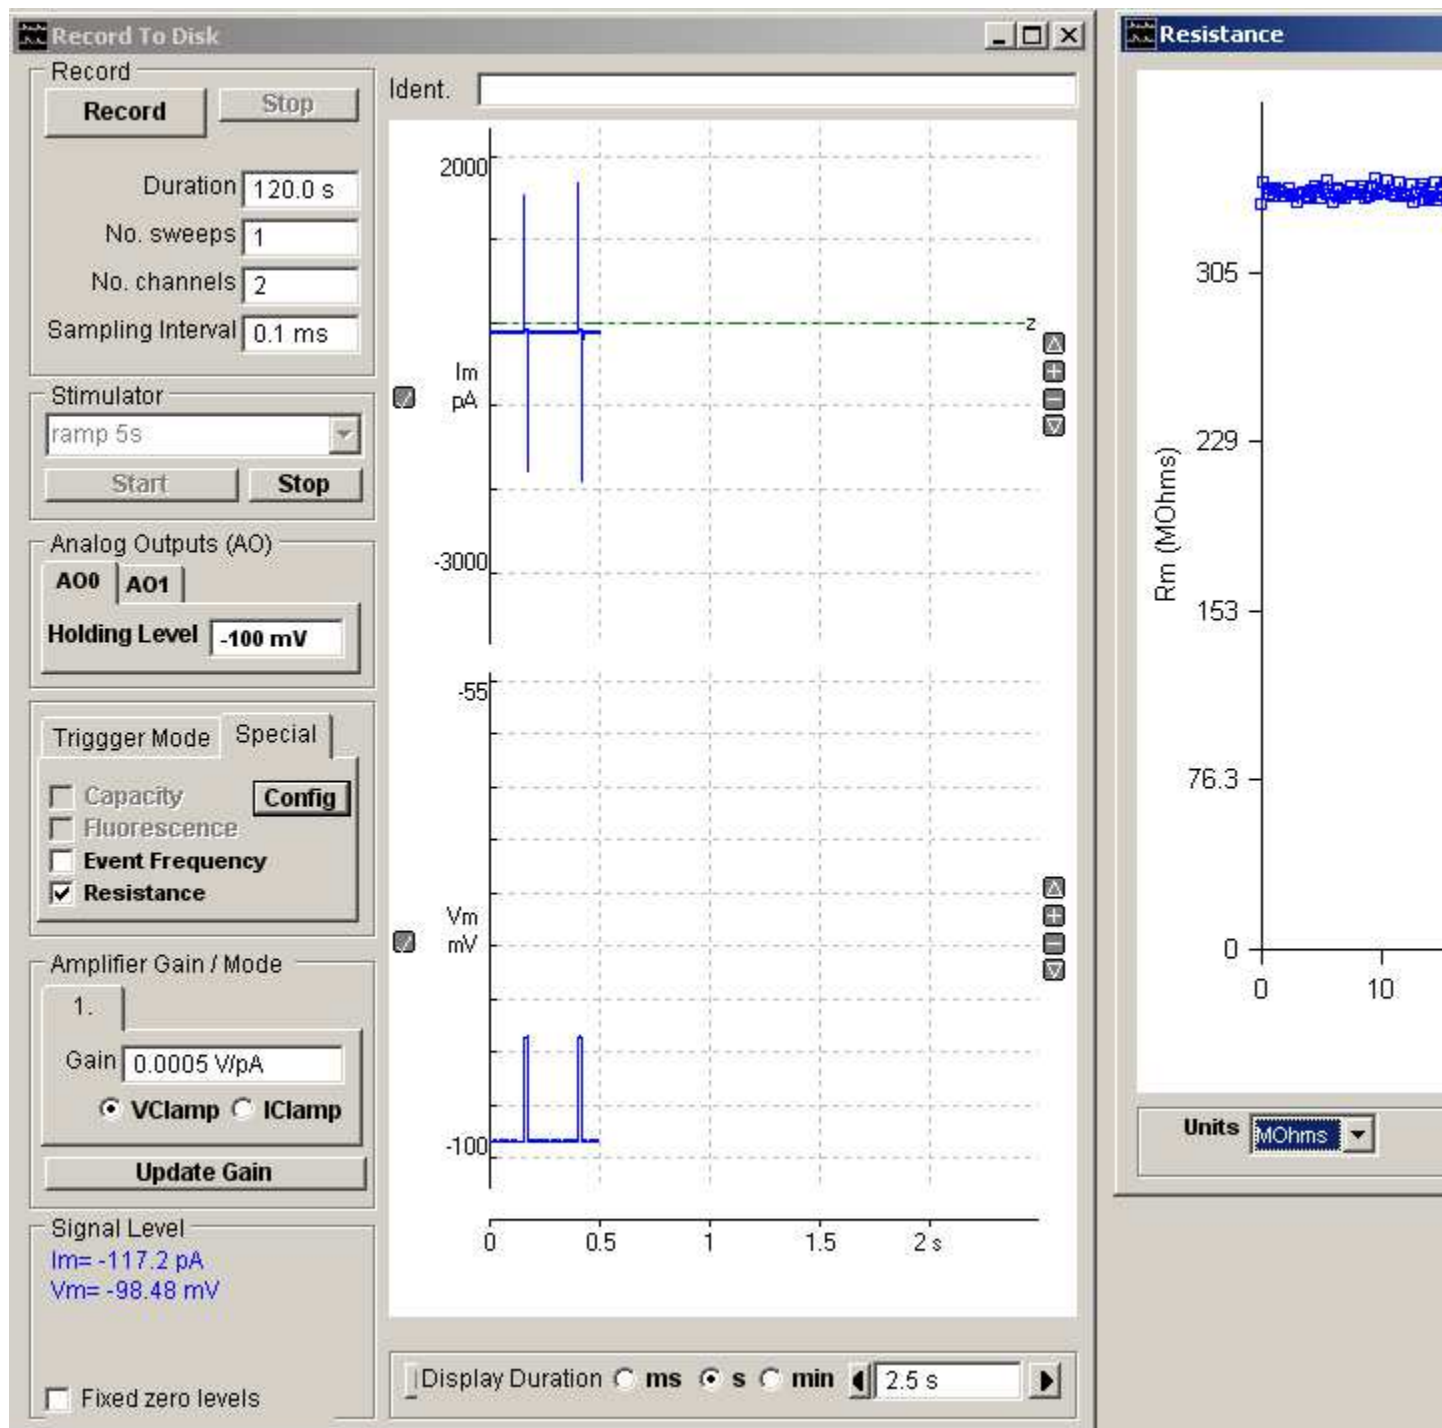 Record To Disk
Record
Record
Stop
Duration 120.0 s
No. sweeps 1
No. channels 2
Sampling Interval 0.1 ms
Stimulator
ramp 5s
Start
Stop
Analog Outputs (AO)
AO0
AO1
Holding Level -100 mV
Triggger Mode
Special
Capacity
Config
Fluorescence
Event Frequency
Resistance
Amplifier Gain / Mode
1.
Gain 0.0005 V/pA
VClamp
IClamp
Update Gain
Signal Level
Im= -117.2 pA
Vm= -98.48 mV
Fixed zero levels
Ident.
2000
z
Im
pA
-3000
-55
Vm
mV
-100
0 0.5 1 1.5 2 s
Display Duration ms s min 2.5 s
Resistance
305
229
Rm (MOhms)
153
76.3
0
0 10
Units MOhms